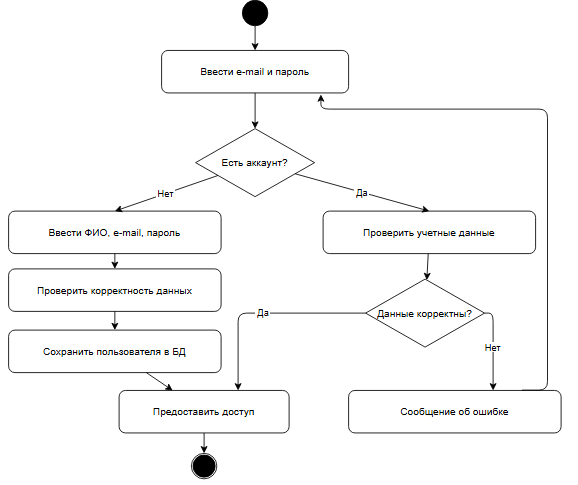 Ввести e-mail и пароль
Есть аккаунт?
Нет
Да
Ввести ФИО, e-mail, пароль
Проверить учетные данные
Проверить корректность данных
Да
Данные корректны?
Нет
Сохранить пользователя в БД
Предоставить доступ
Сообщение об ошибке